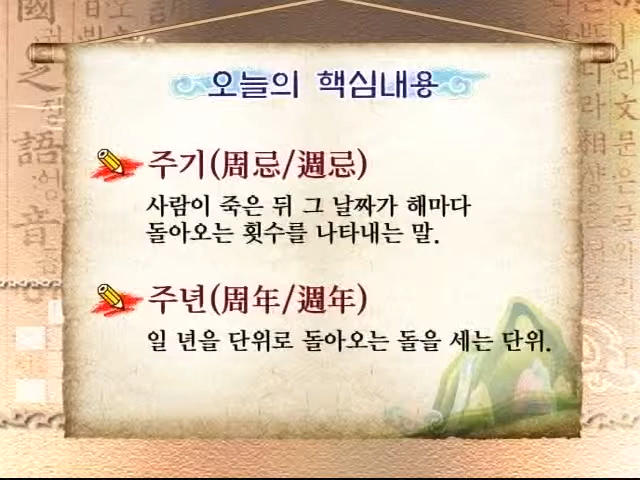 오늘의 핵심내용
주기(周忌/週忌)
사람이 죽은 뒤 그 날짜가 해마다
돌아오는 횟수를 나타내는 말.
주년(周年/週年)
일 년을 단위로 돌아오는 돌을 세는 단위.